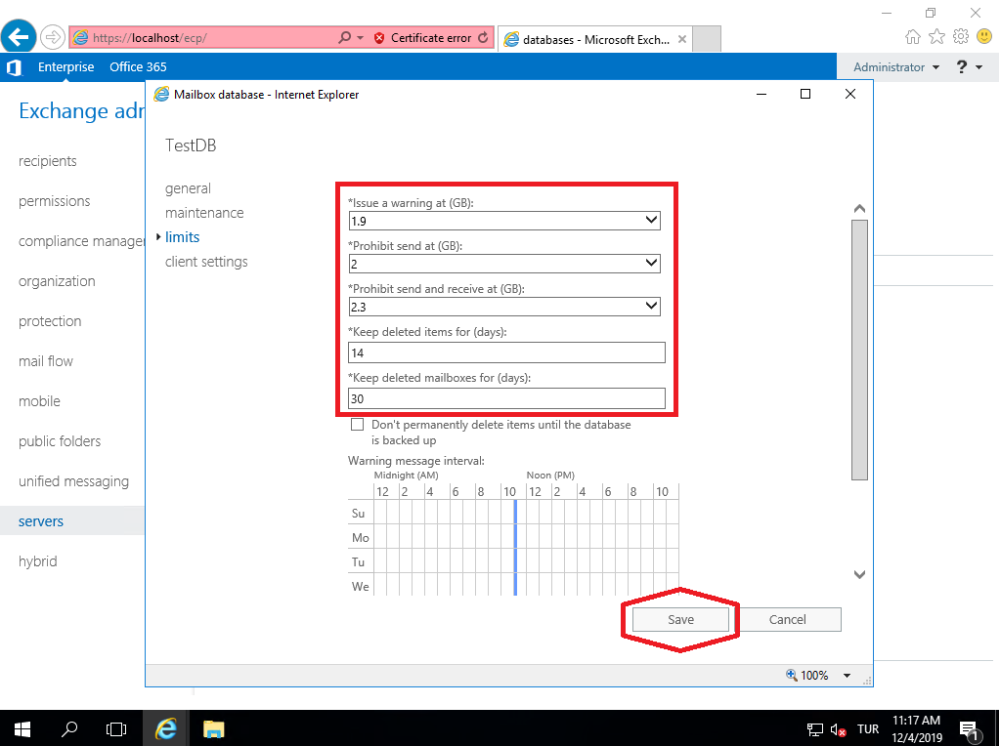 https://localhost/ecp/
Certificate error
databases - Microsoft Exch...
Enterprise
Office 365
Administrator
?
Mailbox database - Internet Explorer
Exchange adr
TestDB
recipients
permissions
compliance manager
organization
protection
mail flow
mobile
public folders
unified messaging
servers
hybrid
general
maintenance
limits
client settings
*Issue a warning at (GB):
1.9
*Prohibit send at (GB):
2
*Prohibit send and receive at (GB):
2.3
*Keep deleted items for (days):
14
*Keep deleted mailboxes for (days):
30
Don't permanently delete items until the database
is backed up
Warning message interval:
Midnight (AM) Noon (PM)
12 2 4 6 8 10 12 2 4 6 8 10
Su
Mo
Tu
We
Save
Cancel
100%
TUR
11:17 AM
12/4/2019
1